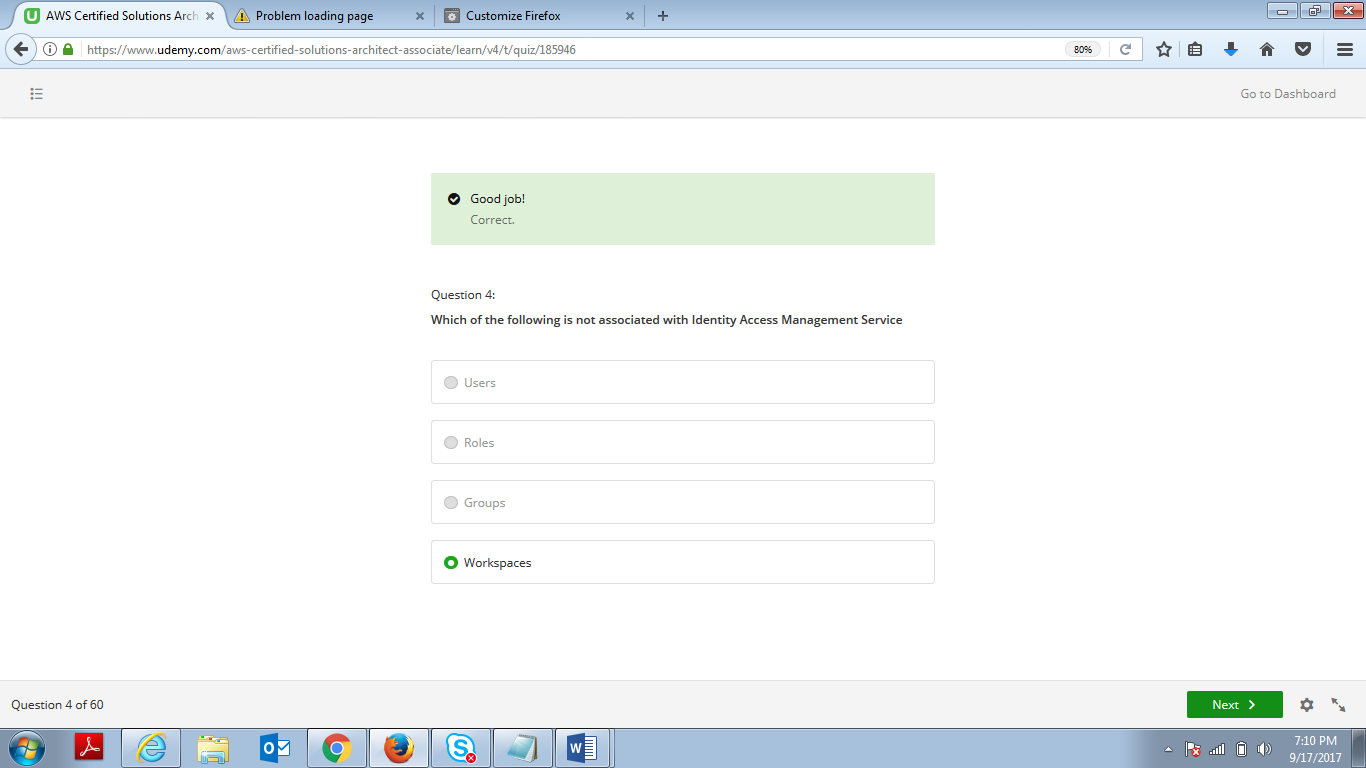 AWS Certified Solutions Arch
Problem loading page
Customize Firefox
https://www.udemy.com/aws-certified-solutions-architect-associate/learn/v4/t/quiz/185946
80%
Go to Dashboard
Good job!
Correct.
Question 4:
Which of the following is not associated with Identity Access Management Service
Users
Roles
Groups
Workspaces
Question 4 of 60
Next
7:10 PM
9/17/2017